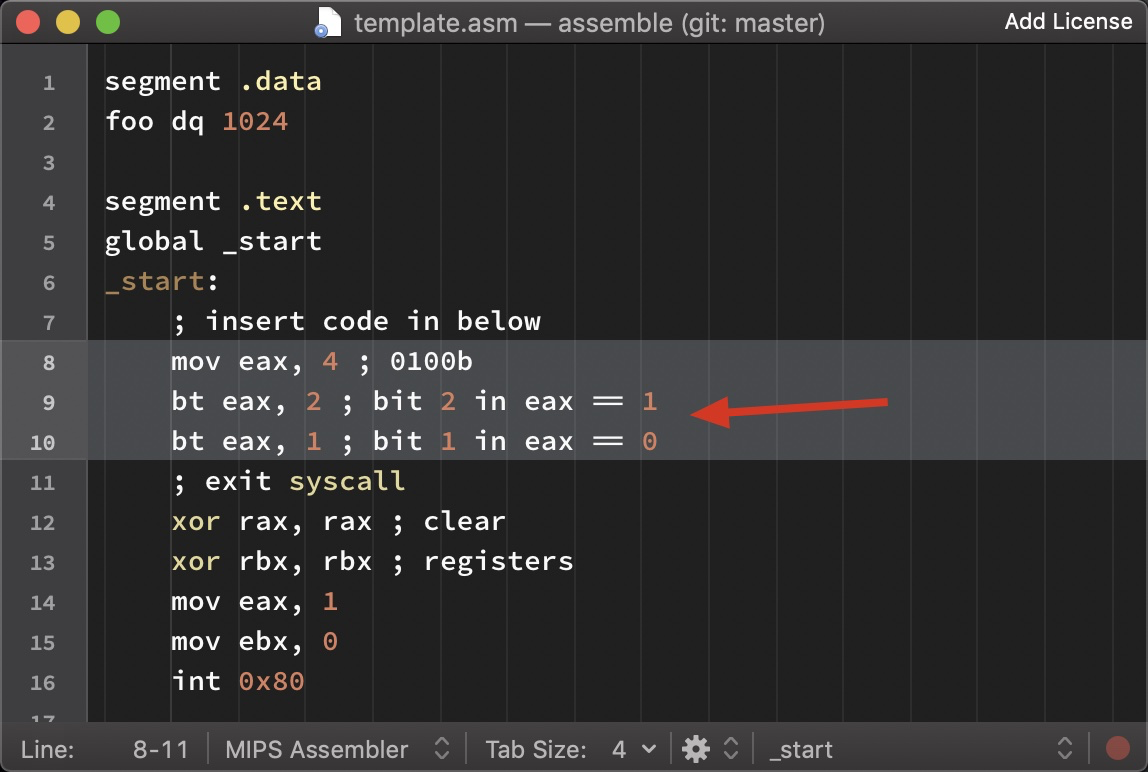 template.asm — assemble (git: master)
Add License
1 segment .data
2 foo dq 1024
3
4 segment .text
5 global _start
6 _start:
7 ; insert code in below
8 mov eax, 4 ; 0100b
9 bt eax, 2 ; bit 2 in eax == 1
10 bt eax, 1 ; bit 1 in eax == 0
11 ; exit syscall
12 xor rax, rax ; clear
13 xor rbx, rbx ; registers
14 mov eax, 1
15 mov ebx, 0
16 int 0x80
17
Line: 8-11 MIPS Assembler Tab Size: 4 _start